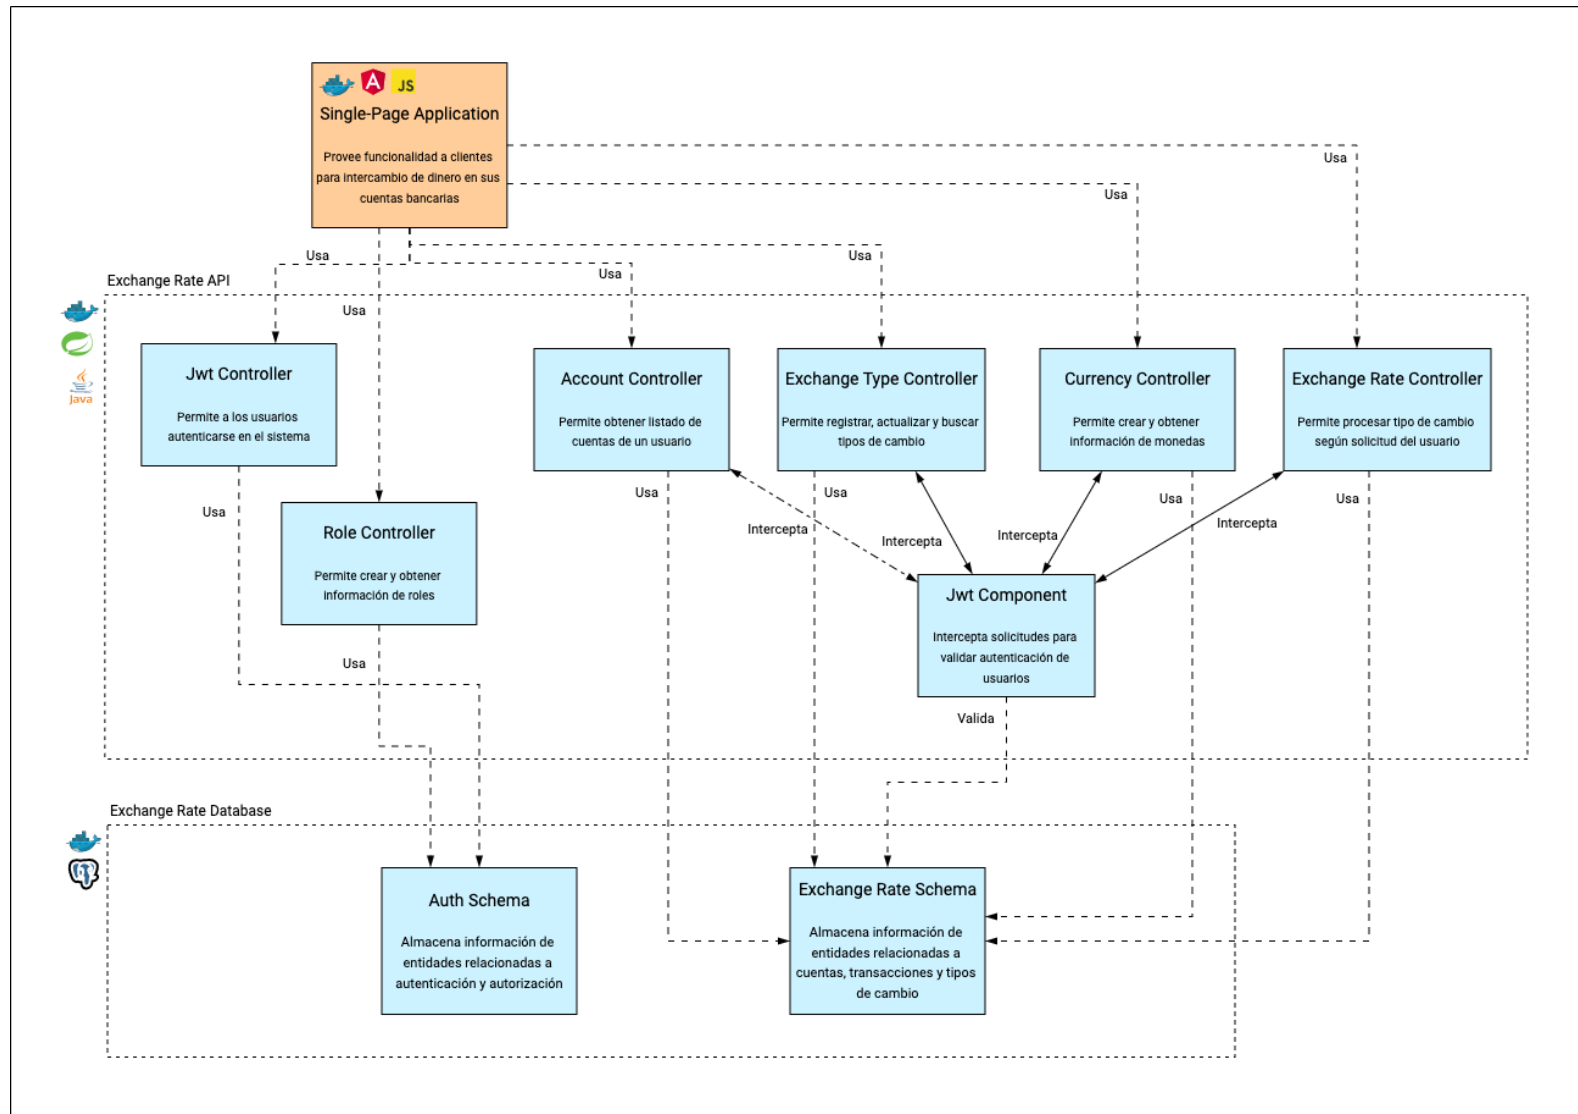 JS
Single-Page Application
Provee funcionalidad a clientes
para intercambio de dinero en sus
cuentas bancarias
Usa
Usa
Usa
Usa
Usa
Usa
Exchange Rate API
Java
Jwt Controller
Permite a los usuarios
autenticarse en el sistema
Account Controller
Permite obtener listado de
cuentas de un usuario
Exchange Type Controller
Permite registrar, actualizar y buscar
tipos de cambio
Currency Controller
Permite crear y obtener
información de monedas
Exchange Rate Controller
Permite procesar tipo de cambio
según solicitud del usuario
Usa
Usa
Usa
Usa
Usa
Role Controller
Permite crear y obtener
información de roles
Intercepta
Intercepta
Intercepta
Intercepta
Jwt Component
Intercepta solicitudes para
validar autenticación de
usuarios
Usa
Valida
Exchange Rate Database
Auth Schema
Almacena información de
entidades relacionadas a
autenticación y autorización
Exchange Rate Schema
Almacena información de
entidades relacionadas a
cuentas, transacciones y tipos
de cambio